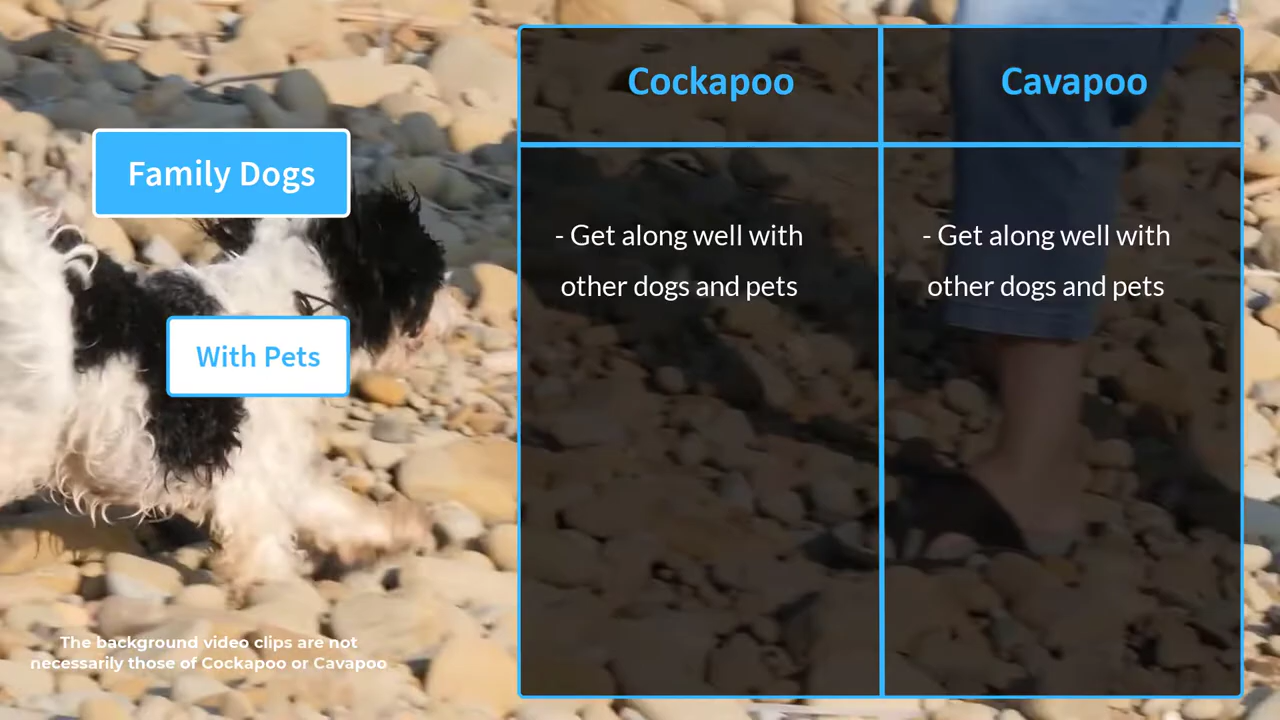 Family Dogs
With Pets
The background video clips are not
necessarily those of Cockapoo or Cavapoo
Cockapoo
Cavapoo
- Get along well with
other dogs and pets
- Get along well with
other dogs and pets